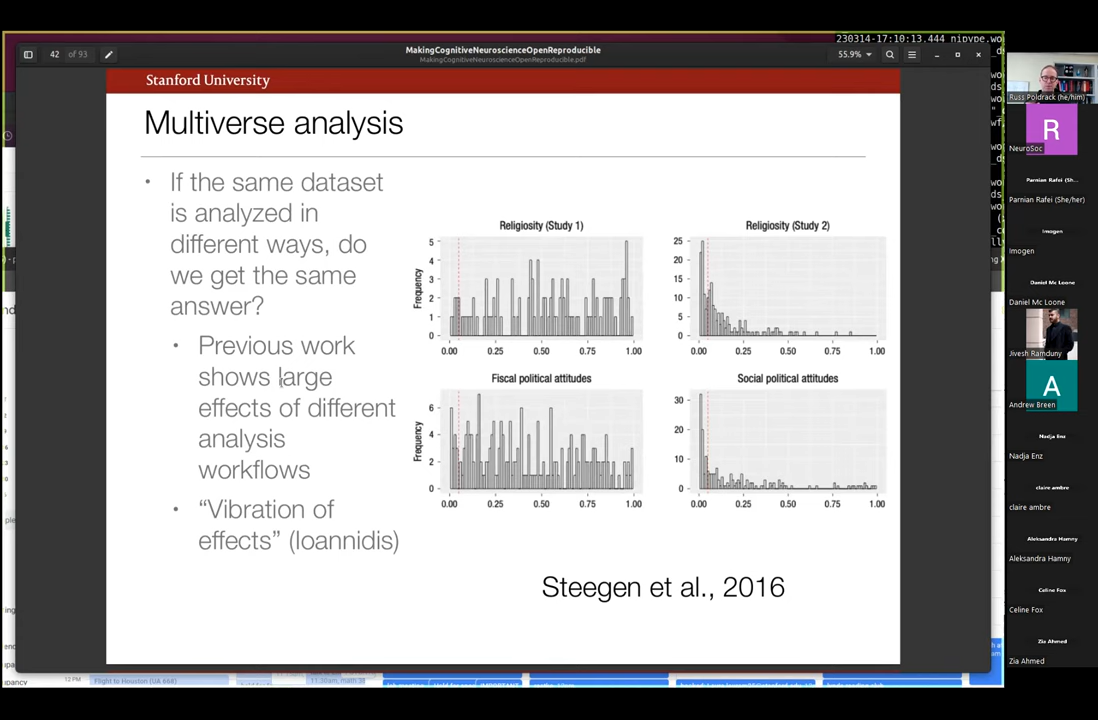 230314-17:10:13.444 nipype.wo
42 of 93
MakingCognitiveNeuroscienceOpenReproducible
MakingCognitiveNeuroscienceOpenReproducible.pdf
55.9%
Stanford University
Multiverse analysis
• If the same dataset
is analyzed in
different ways, do
we get the same
answer?
• Previous work
shows large
effects of different
analysis
workflows
• “Vibration of
effects” (Ioannidis)
Religiosity (Study 1)
Frequency
5
4
3
2
1
0
0.00 0.25 0.50 0.75 1.00
Religiosity (Study 2)
25
20
15
10
5
0
0.00 0.25 0.50 0.75 1.00
Fiscal political attitudes
Frequency
6
4
2
0
0.00 0.25 0.50 0.75 1.00
Social political attitudes
30
20
10
0
0.00 0.25 0.50 0.75 1.00
Steegen et al., 2016
Russ Poldrack (he/him)
R
NeuroSoc
Parnian Rafei (Sh...
Parnian Rafei (She/her)
Imogen
Imogen
Daniel Mc Loone
Daniel Mc Loone
Jivesh Ramduny
A
Andrew Breen
Nadja Enz
Nadja Enz
claire ambre
claire ambre
Aleksandra Hamny
Aleksandra Hamny
Celine Fox
Celine Fox
Zia Ahmed
Zia Ahmed
12 PM
Flight to Houston (UA 668)